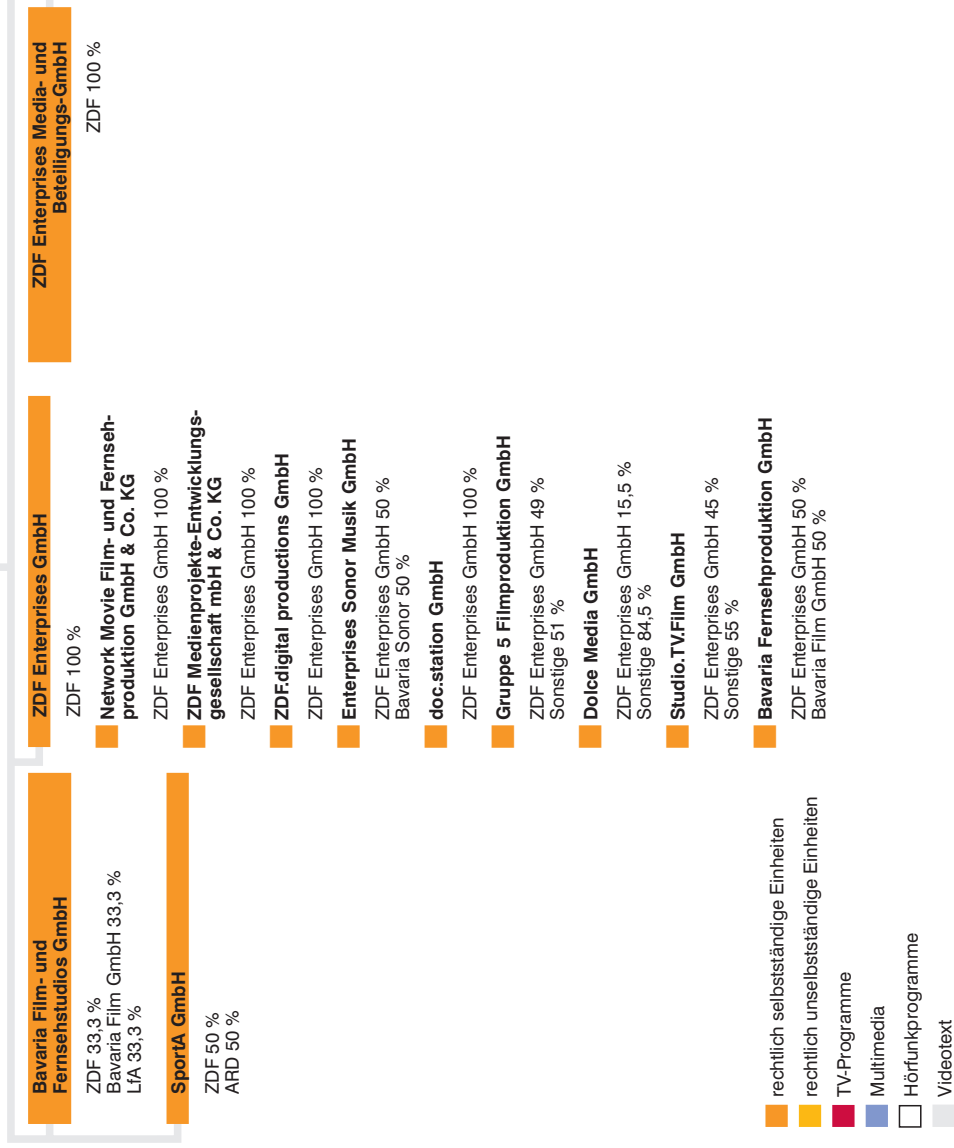 Bavaria Film- und
Fernsehstudios GmbH
ZDF 33,3 %
Bavaria Film GmbH 33,3 %
LfA 33,3 %
SportA GmbH
ZDF 50 %
ARD 50 %
ZDF Enterprises GmbH
ZDF 100 %
Network Movie Film- und Fernseh-
produktion GmbH & Co. KG
ZDF Enterprises GmbH 100 %
ZDF Medienprojekte-Entwicklungs-
gesellschaft mbH & Co. KG
ZDF Enterprises GmbH 100 %
ZDF.digital productions GmbH
ZDF Enterprises GmbH 100 %
Enterprises Sonor Musik GmbH
ZDF Enterprises GmbH 50 %
Bavaria Sonor 50 %
doc.station GmbH
ZDF Enterprises GmbH 100 %
Gruppe 5 Filmproduktion GmbH
ZDF Enterprises GmbH 49 %
Sonstige 51 %
Dolce Media GmbH
ZDF Enterprises GmbH 15,5 %
Sonstige 84,5 %
Studio.TV.Film GmbH
ZDF Enterprises GmbH 45 %
Sonstige 55 %
Bavaria Fernsehproduktion GmbH
ZDF Enterprises GmbH 50 %
Bavaria Film GmbH 50 %
ZDF Enterprises Media- und
Beteiligungs-GmbH
ZDF 100 %
rechtlich selbstständige Einheiten
rechtlich unselbstständige Einheiten
TV-Programme
Multimedia
Hörfunkprogramme
Videotext